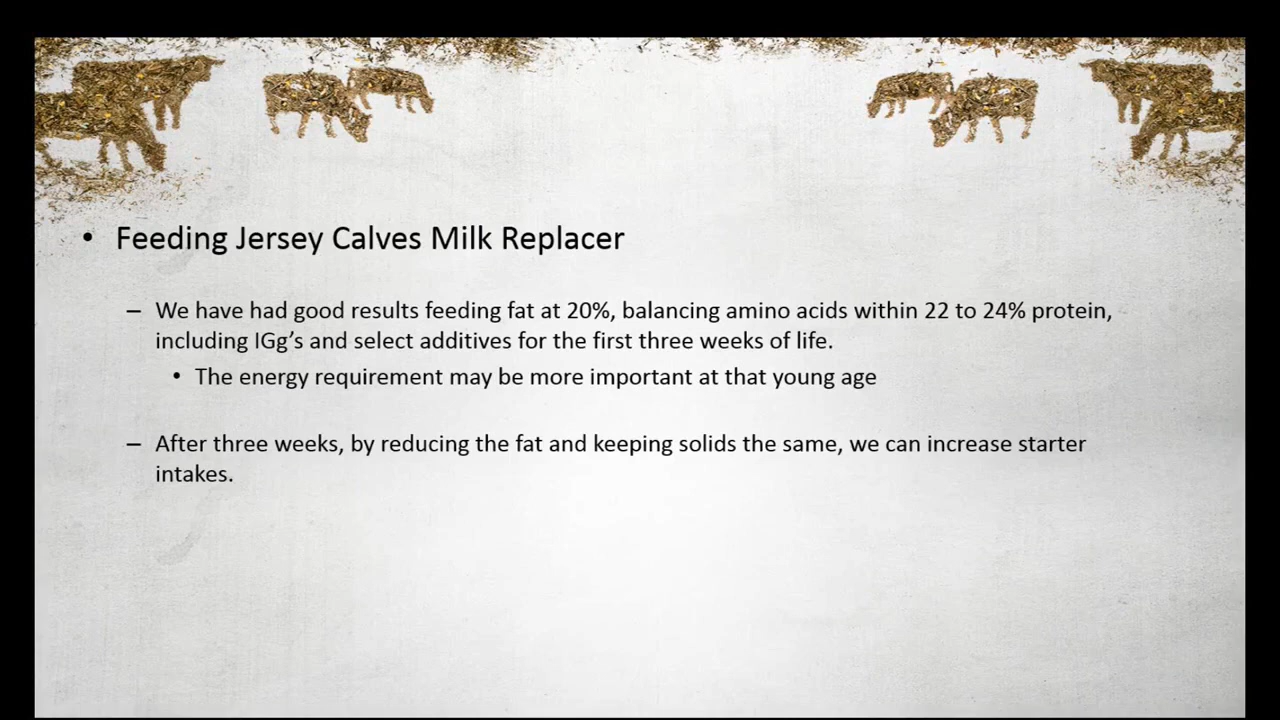 • Feeding Jersey Calves Milk Replacer
– We have had good results feeding fat at 20%, balancing amino acids within 22 to 24% protein,
including IGg’s and select additives for the first three weeks of life.
• The energy requirement may be more important at that young age
– After three weeks, by reducing the fat and keeping solids the same, we can increase starter
intakes.